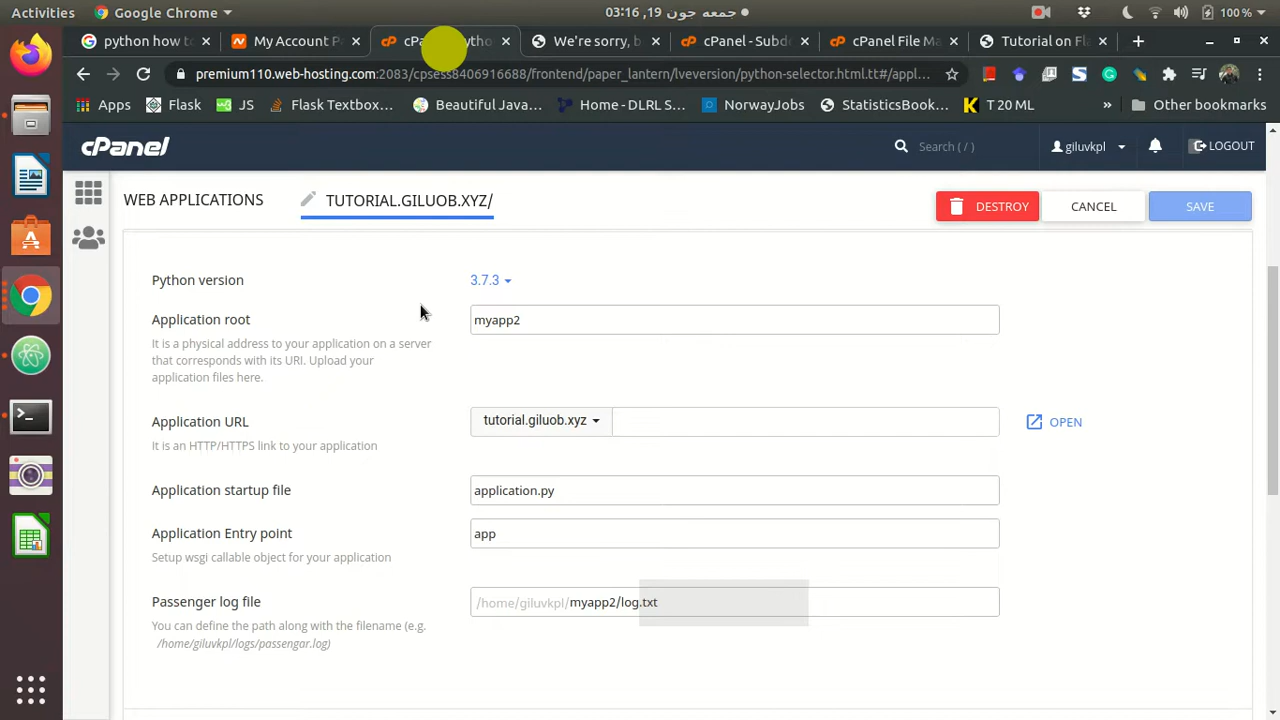 Activities
Google Chrome
جمعه جون 19, 03:16
100 %
python how to
My Account
We're sorry, b
cPanel - Subd
cPanel File Ma
Tutorial on Fl
premium110.web-hosting.com:2083/cpsess8406916688/frontend/paper_lantern/lveversion/python-selector.html.tt#/appl...
Apps
Flask
JS
Flask Textbox...
Beautiful Java...
Home - DLRL S...
NorwayJobs
StatisticsBook...
T 20 ML
»
Other bookmarks
cPanel
Search ( / )
giluvkpl
LOGOUT
WEB APPLICATIONS
TUTORIAL.GILUOB.XYZ/
DESTROY
CANCEL
SAVE
Python version
3.7.3
Application root
myapp2
It is a physical address to your application on a server
that corresponds with its URI. Upload your
application files here.
Application URL
tutorial.giluob.xyz
OPEN
It is an HTTP/HTTPS link to your application
Application startup file
application.py
Application Entry point
app
Setup wsgi callable object for your application
Passenger log file
/home/giluvkpl/myapp2/log.txt
You can define the path along with the filename (e.g.
/home/giluvkpl/logs/passengar.log)